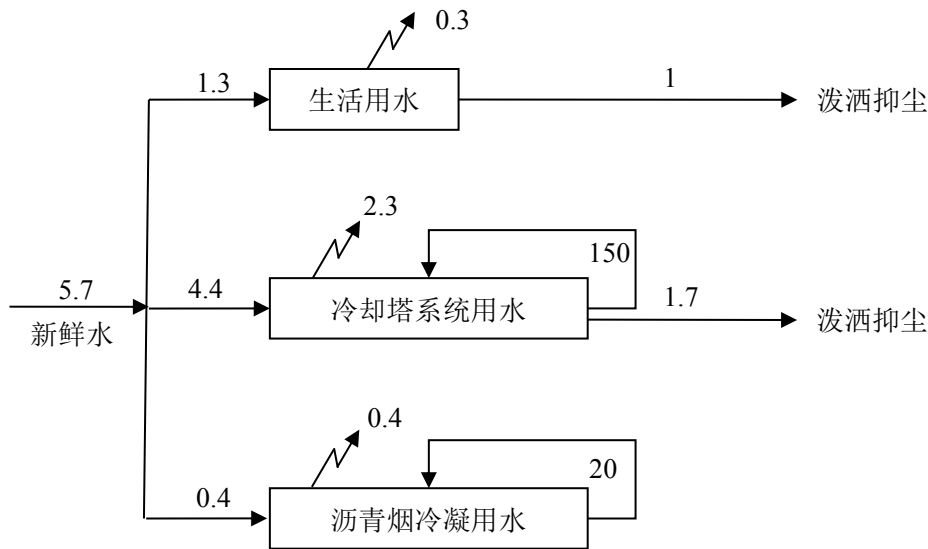 0.3
1.3
生活用水
1
泼洒抑尘
2.3
150
5.7
4.4
冷却塔系统用水
1.7
新鲜水
泼洒抑尘
0.4
20
0.4
沥青烟冷凝用水